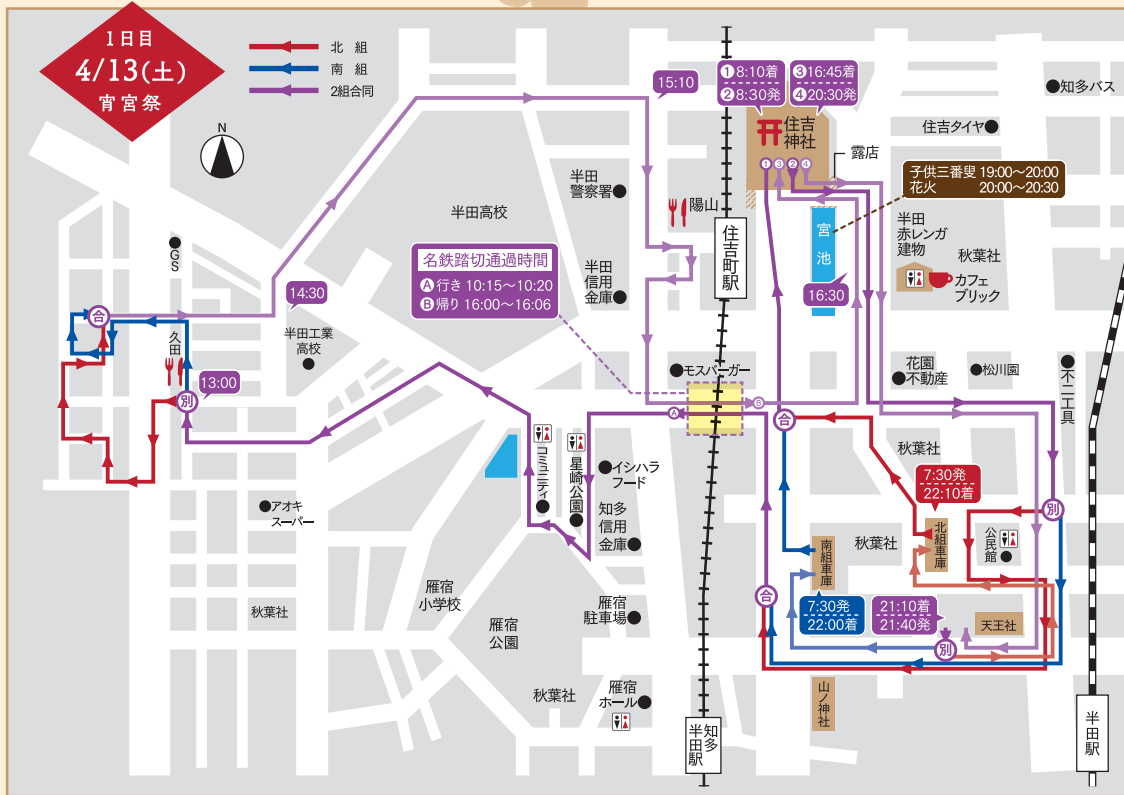 1日目
4/13(土)
宵宮祭
北 組
南 組
2組合同
N
15:10
❶8:10着
❷8:30発
❸16:45着
❹20:30発
住吉
神社
①
③
②
④
露店
知多バス
住吉タイヤ
子供三番叟 19:00〜20:00
花火 20:00〜20:30
半田
警察署
陽山
半田高校
住吉町駅
宮池
半田
赤レンガ
建物
秋葉社
カフェ
ブリック
GS
名鉄踏切通過時間
Ⓐ行き 10:15〜10:20
Ⓑ帰り 16:00〜16:06
半田
信用
金庫
16:30
14:30
合
久田
半田工業
高校
モスバーガー
花園
不動産
松川園
不二工具
13:00
別
Ⓐ
Ⓑ
合
秋葉社
コミュニティ
星崎公園
イシハラ
フード
7:30発
22:10着
アオキ
スーパー
知多
信用
金庫
南組車庫
秋葉社
北組車庫
公民館
別
雁宿
小学校
秋葉社
雁宿
公園
雁宿
駐車場
合
7:30発
22:00着
21:10着
21:40発
天王社
別
秋葉社
雁宿
ホール
山ノ神社
知多
半田駅
半田駅